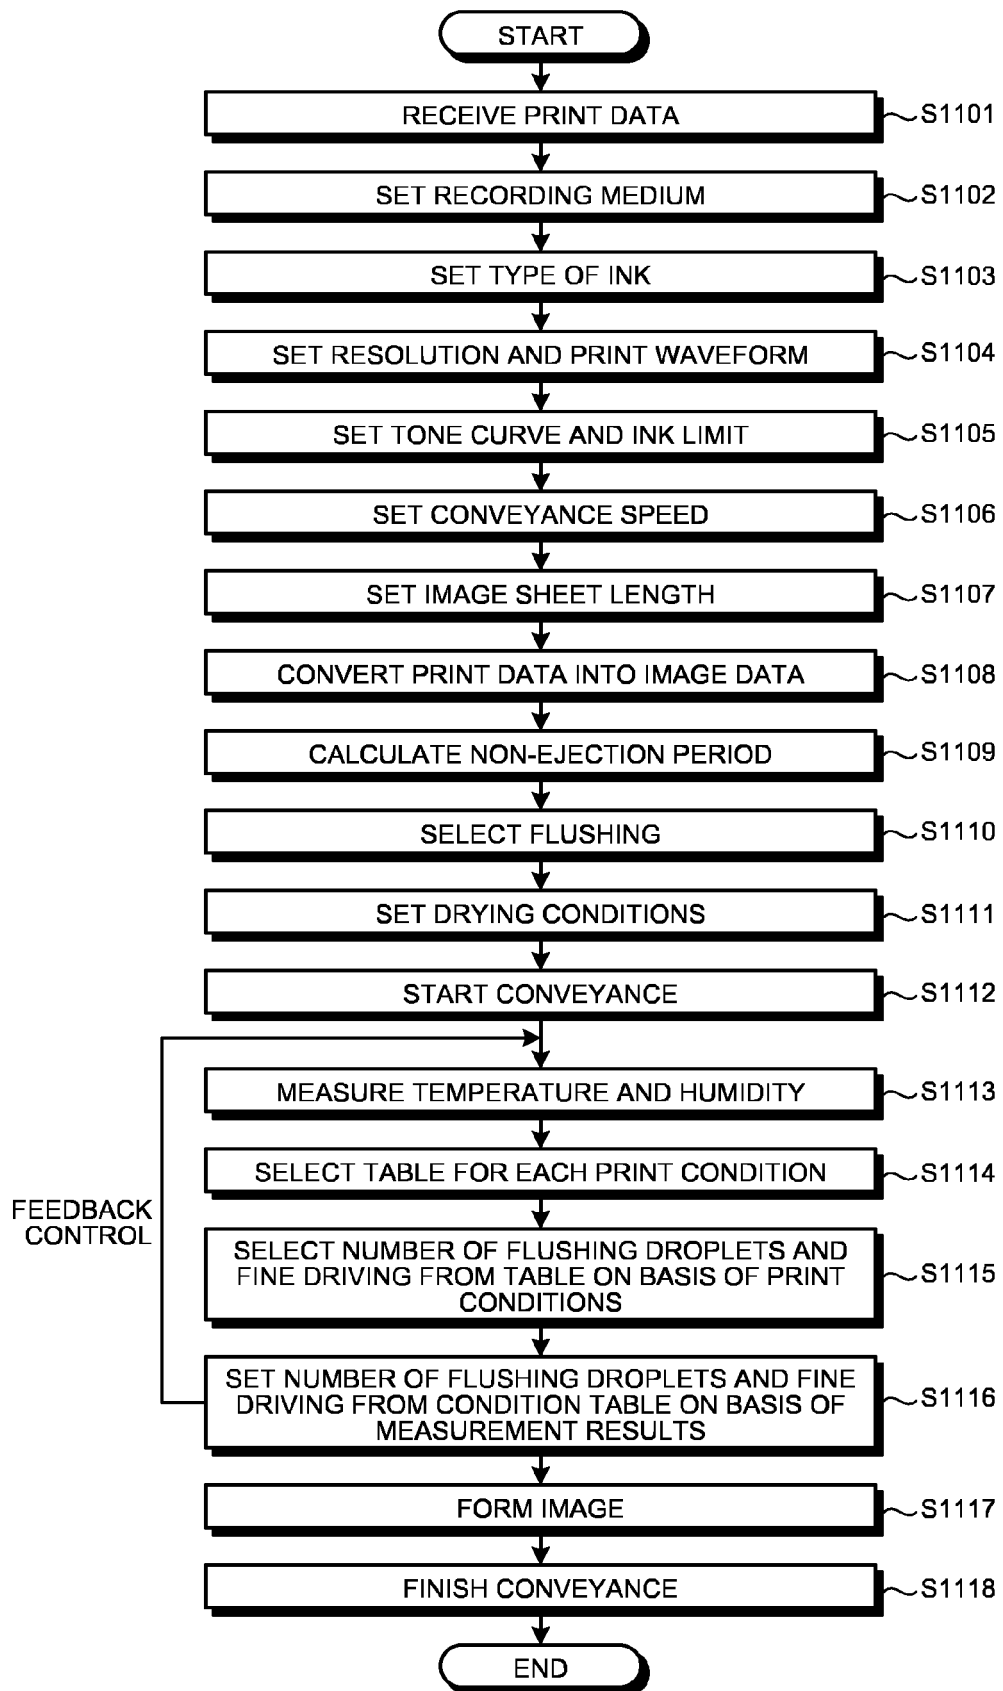 START
RECEIVE PRINT DATA
S1101
SET RECORDING MEDIUM
S1102
SET TYPE OF INK
S1103
SET RESOLUTION AND PRINT WAVEFORM
S1104
SET TONE CURVE AND INK LIMIT
S1105
SET CONVEYANCE SPEED
S1106
SET IMAGE SHEET LENGTH
S1107
CONVERT PRINT DATA INTO IMAGE DATA
S1108
CALCULATE NON-EJECTION PERIOD
S1109
SELECT FLUSHING
S1110
SET DRYING CONDITIONS
S1111
START CONVEYANCE
S1112
MEASURE TEMPERATURE AND HUMIDITY
S1113
SELECT TABLE FOR EACH PRINT CONDITION
S1114
FEEDBACK
CONTROL
SELECT NUMBER OF FLUSHING DROPLETS AND
FINE DRIVING FROM TABLE ON BASIS OF PRINT
CONDITIONS
S1115
SET NUMBER OF FLUSHING DROPLETS AND FINE
DRIVING FROM CONDITION TABLE ON BASIS OF
MEASUREMENT RESULTS
S1116
FORM IMAGE
S1117
FINISH CONVEYANCE
S1118
END